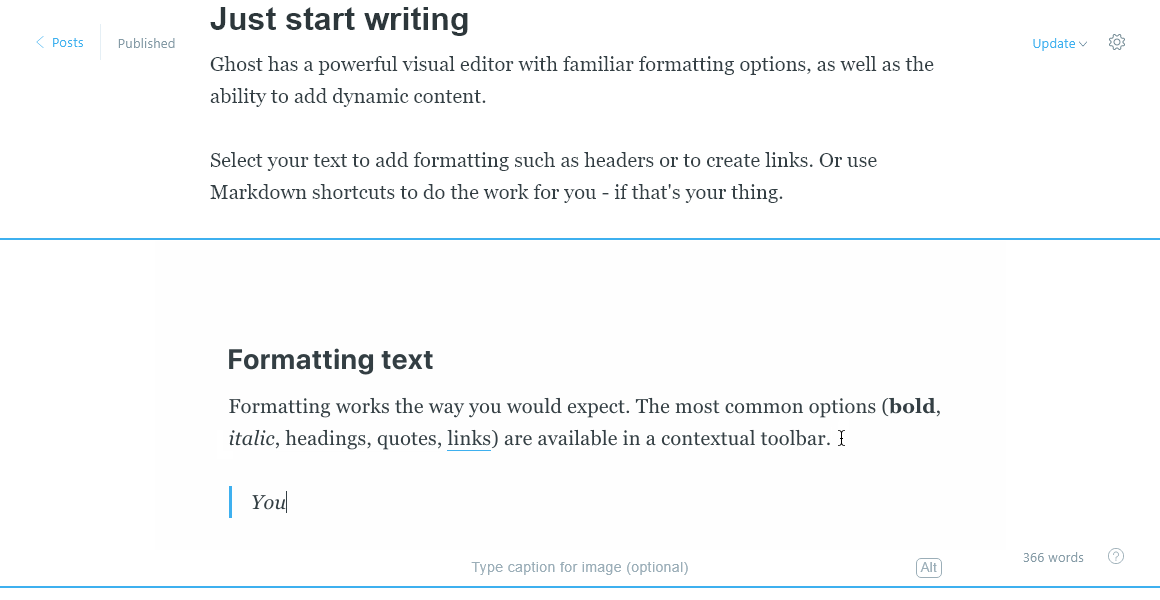 Just start writing
Posts
Published
Update
Ghost has a powerful visual editor with familiar formatting options, as well as the
ability to add dynamic content.
Select your text to add formatting such as headers or to create links. Or use
Markdown shortcuts to do the work for you - if that's your thing.
Formatting text
Formatting works the way you would expect. The most common options (bold,
italic, headings, quotes, links) are available in a contextual toolbar.
You
Type caption for image (optional)
Alt
366 words
?